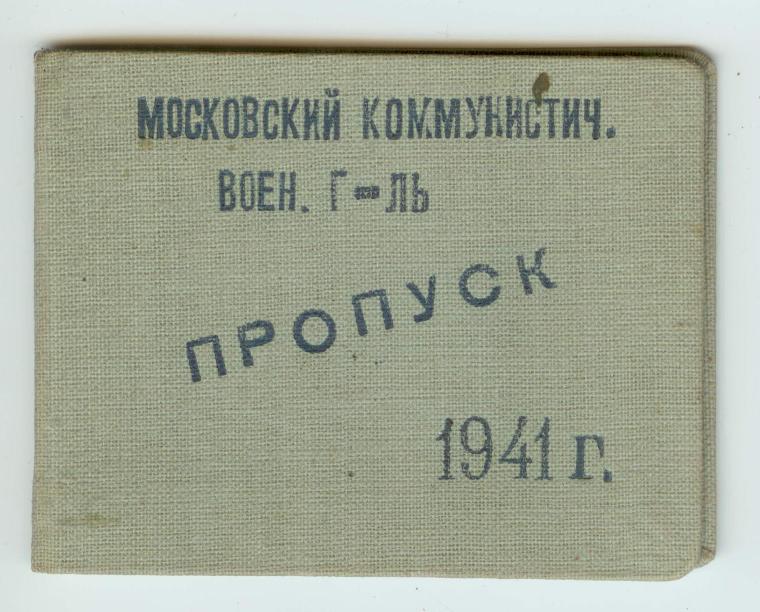 МОСКОВСКИЙ КОММУНИСТИЧ.
ВОЕН. Г-ЛЬ
ПРОПУСК
1941 г.